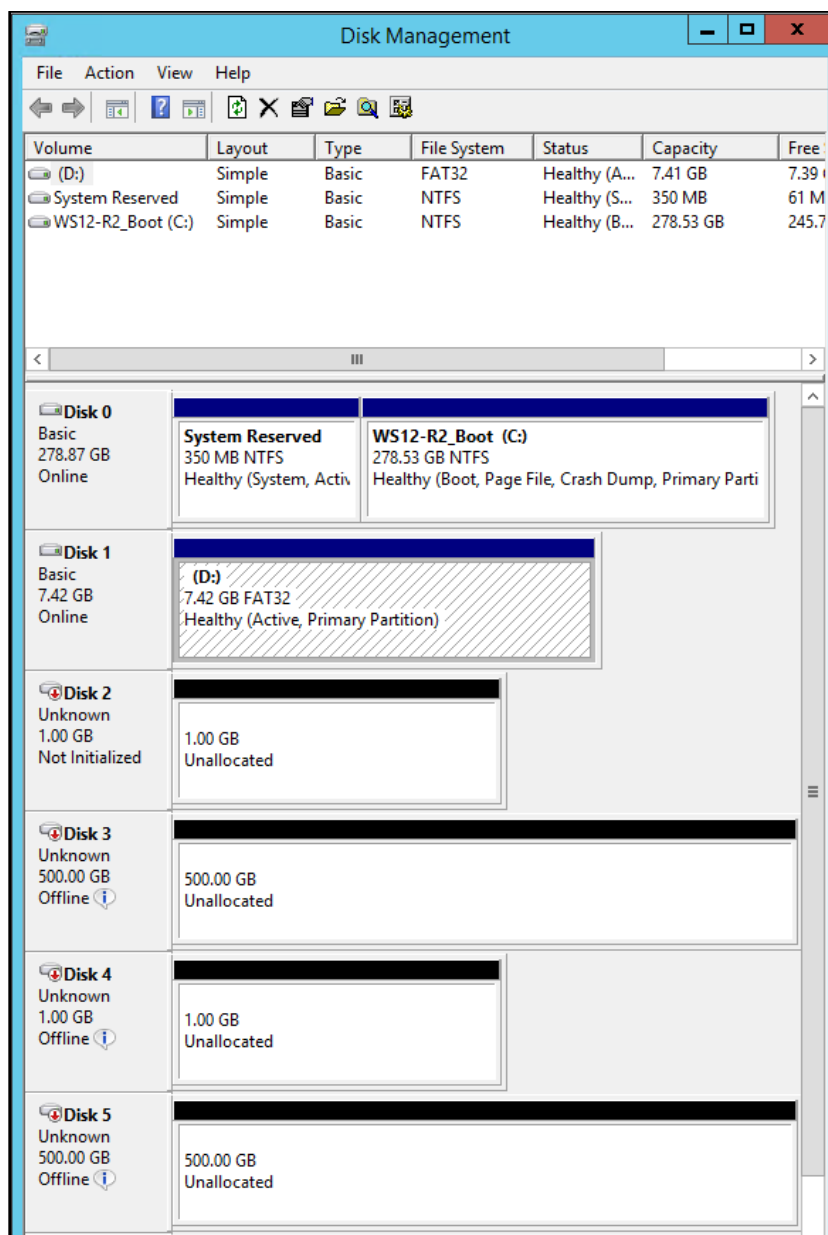 Disk Management
File Action View Help
Volume Layout Type File System Status Capacity Free
(D:) Simple Basic FAT32 Healthy (A... 7.41 GB 7.39
System Reserved Simple Basic NTFS Healthy (S... 350 MB 61 M
WS12-R2_Boot (C:) Simple Basic NTFS Healthy (B... 278.53 GB 245.7
Disk 0
Basic
278.87 GB
Online
System Reserved
350 MB NTFS
Healthy (System, Activ
WS12-R2_Boot (C:)
278.53 GB NTFS
Healthy (Boot, Page File, Crash Dump, Primary Parti
Disk 1
Basic
7.42 GB
Online
(D:)
7.42 GB FAT32
Healthy (Active, Primary Partition)
Disk 2
Unknown
1.00 GB
Not Initialized
1.00 GB
Unallocated
Disk 3
Unknown
500.00 GB
Offline
500.00 GB
Unallocated
Disk 4
Unknown
1.00 GB
Offline
1.00 GB
Unallocated
Disk 5
Unknown
500.00 GB
Offline
500.00 GB
Unallocated